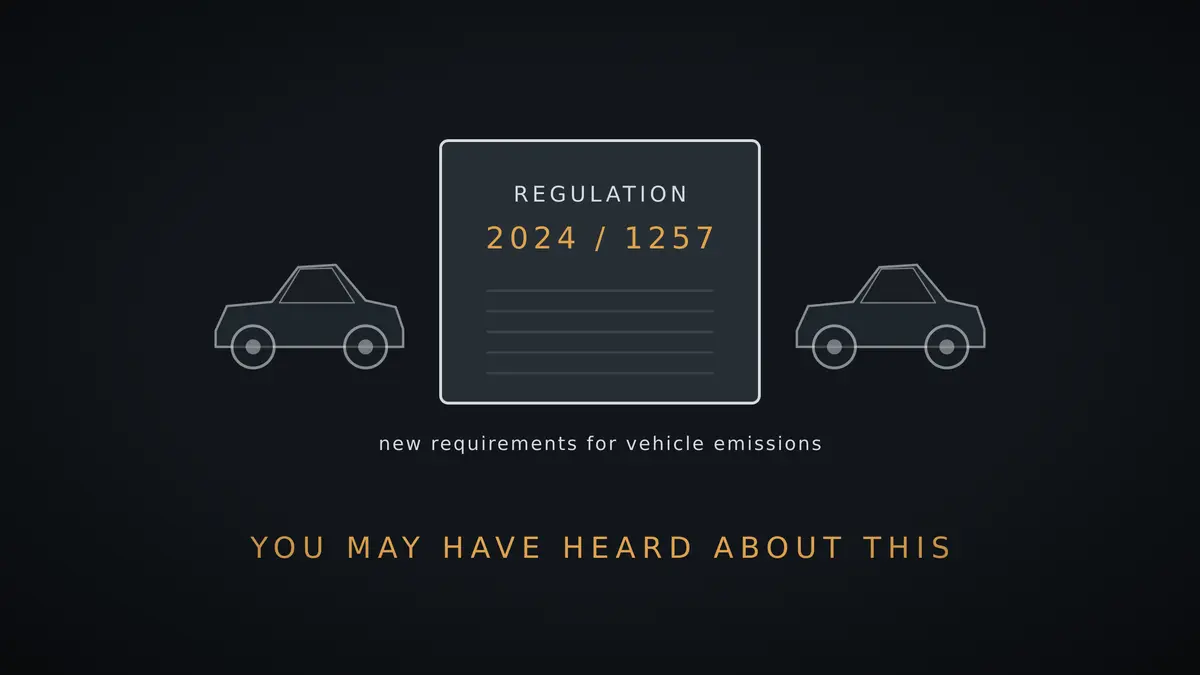 REGULATION
2024 / 1257
new requirements for vehicle emissions
YOU MAY HAVE HEARD ABOUT THIS